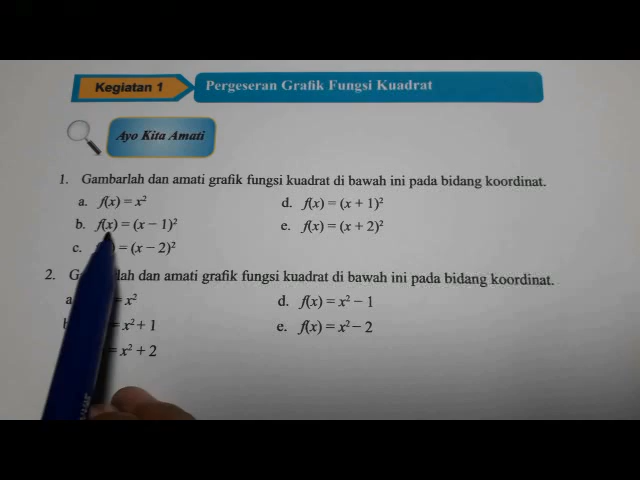 Kegiatan 1
Pergeseran Grafik Fungsi Kuadrat
Ayo Kita Amati
1. Gambarlah dan amati grafik fungsi kuadrat di bawah ini pada bidang koordinat.
a. f(x) = x²
b. f(x) = (x − 1)²
c. = (x − 2)²
d. f(x) = (x + 1)²
e. f(x) = (x + 2)²
2. dan amati grafik fungsi kuadrat di bawah ini pada bidang koordinat.
a = x²
= x² + 1
= x² + 2
d. f(x) = x² − 1
e. f(x) = x² − 2